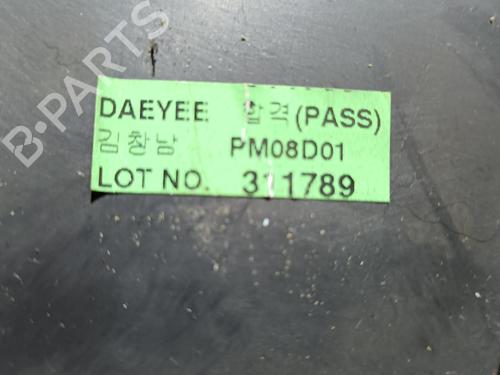 B-PARTS
DAEYEE 합격(PASS)
김창남 PM08D01
LOT NO. 311789